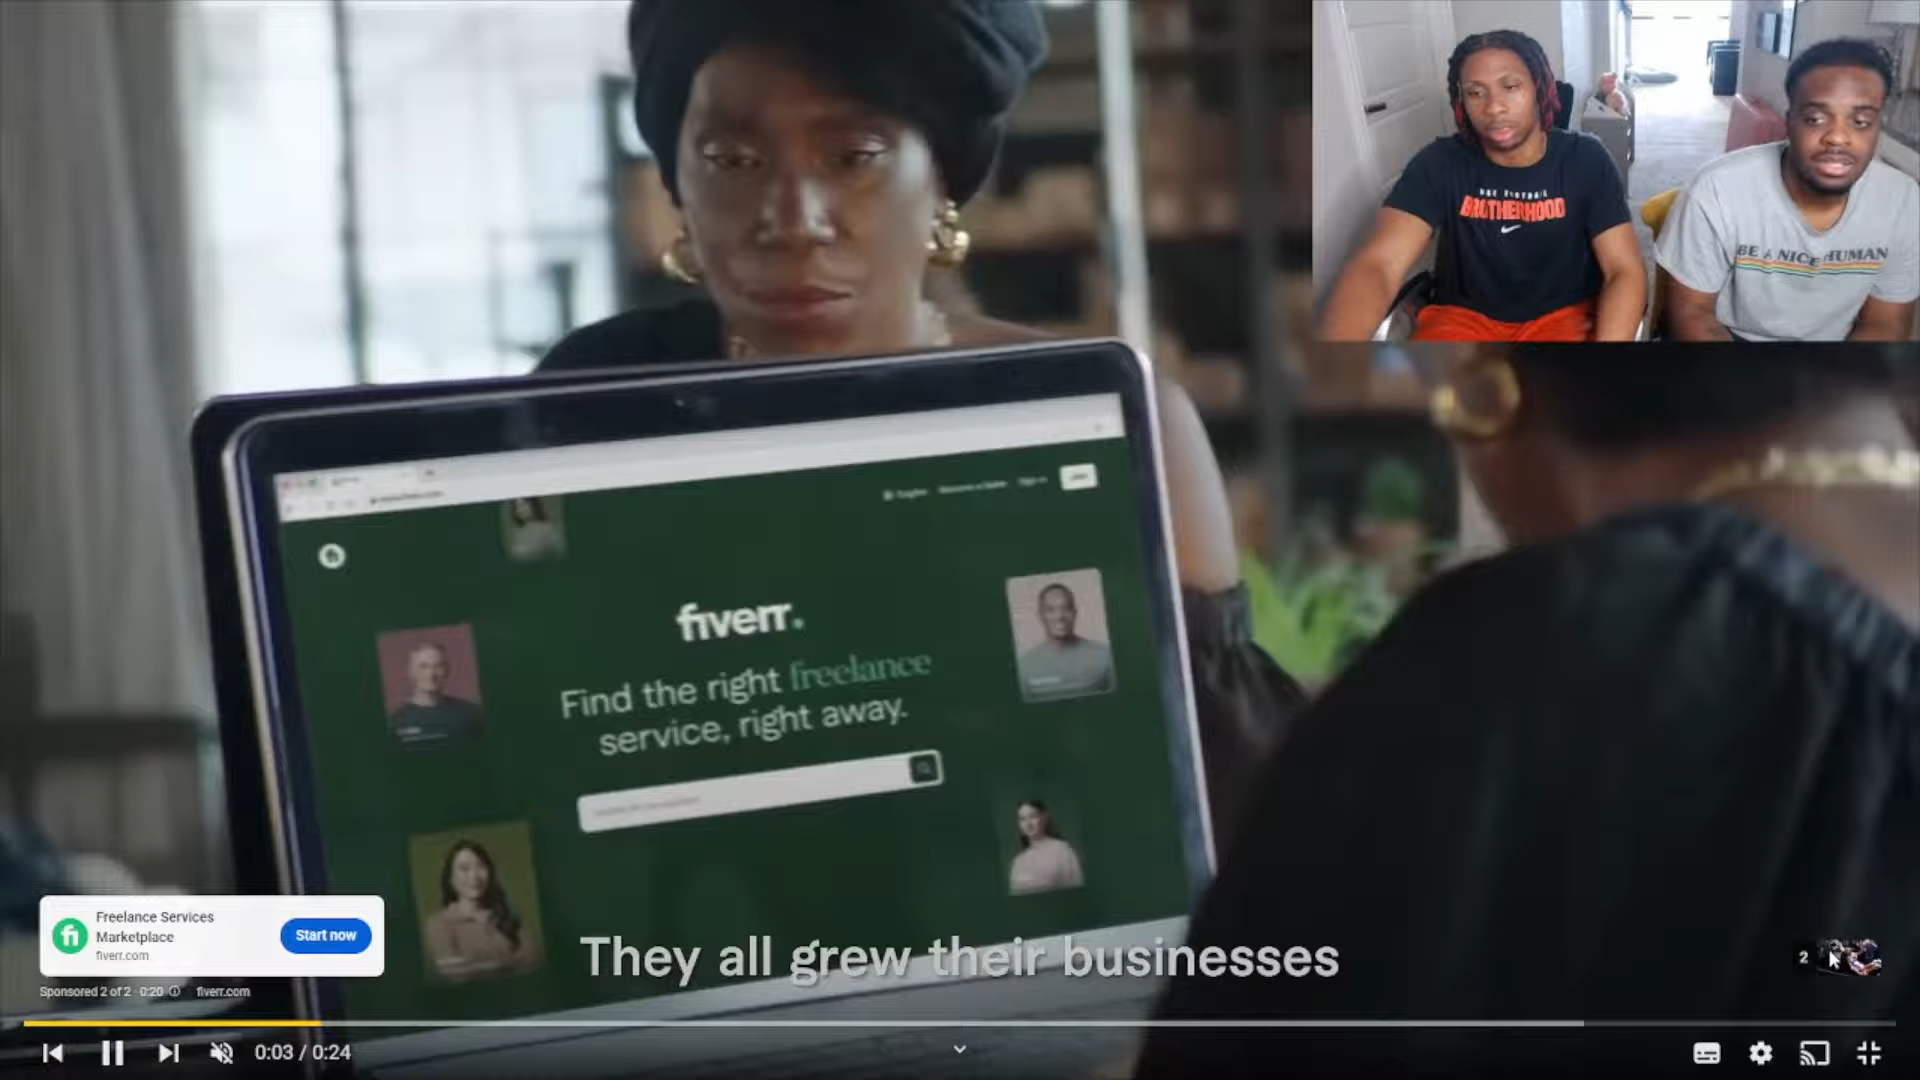 BROTHERHOOD
BE A NICE HUMAN
fiverr.
Find the right freelance
service, right away.
Freelance Services
Marketplace
fiverr.com
Start now
They all grew their businesses
2
Sponsored 2 of 2 · 0:20 fiverr.com
0:03 / 0:24